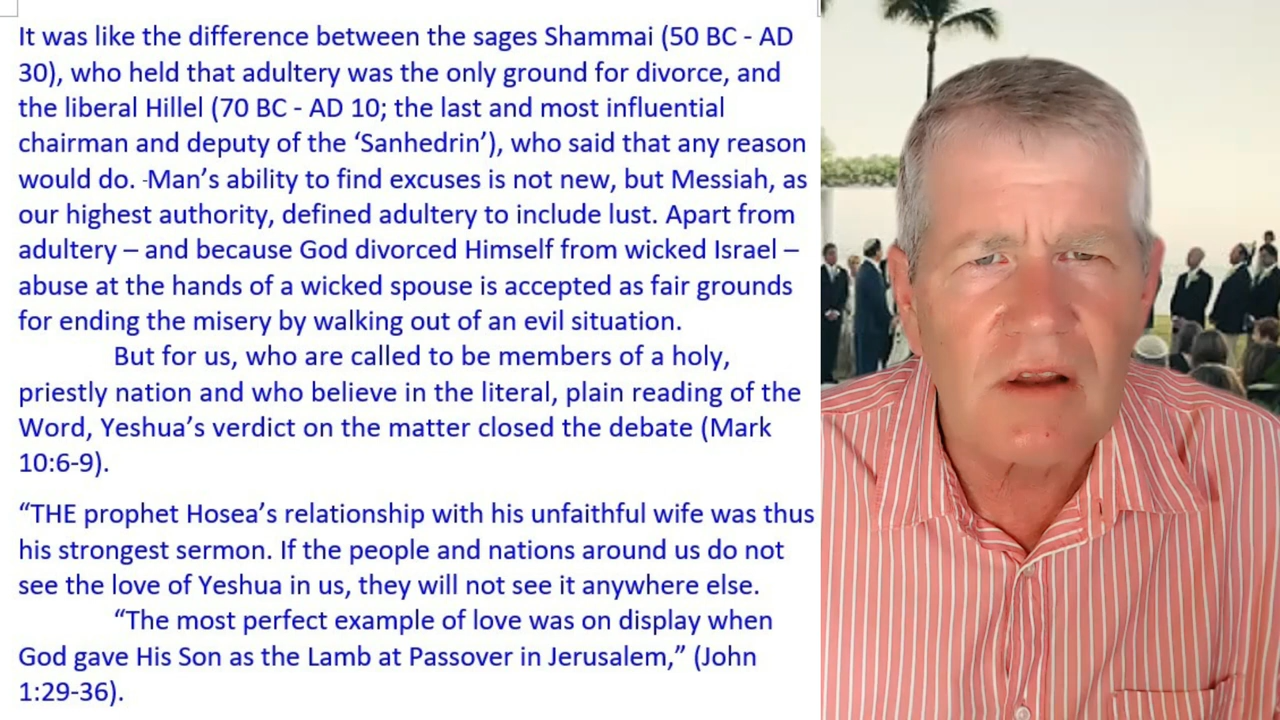 It was like the difference between the sages Shammai (50 BC - AD
30), who held that adultery was the only ground for divorce, and
the liberal Hillel (70 BC - AD 10; the last and most influential
chairman and deputy of the ‘Sanhedrin’), who said that any reason
would do. -Man’s ability to find excuses is not new, but Messiah, as
our highest authority, defined adultery to include lust. Apart from
adultery – and because God divorced Himself from wicked Israel –
abuse at the hands of a wicked spouse is accepted as fair grounds
for ending the misery by walking out of an evil situation.
But for us, who are called to be members of a holy,
priestly nation and who believe in the literal, plain reading of the
Word, Yeshua’s verdict on the matter closed the debate (Mark
10:6-9).
“THE prophet Hosea’s relationship with his unfaithful wife was thus
his strongest sermon. If the people and nations around us do not
see the love of Yeshua in us, they will not see it anywhere else.
“The most perfect example of love was on display when
God gave His Son as the Lamb at Passover in Jerusalem,” (John
1:29-36).